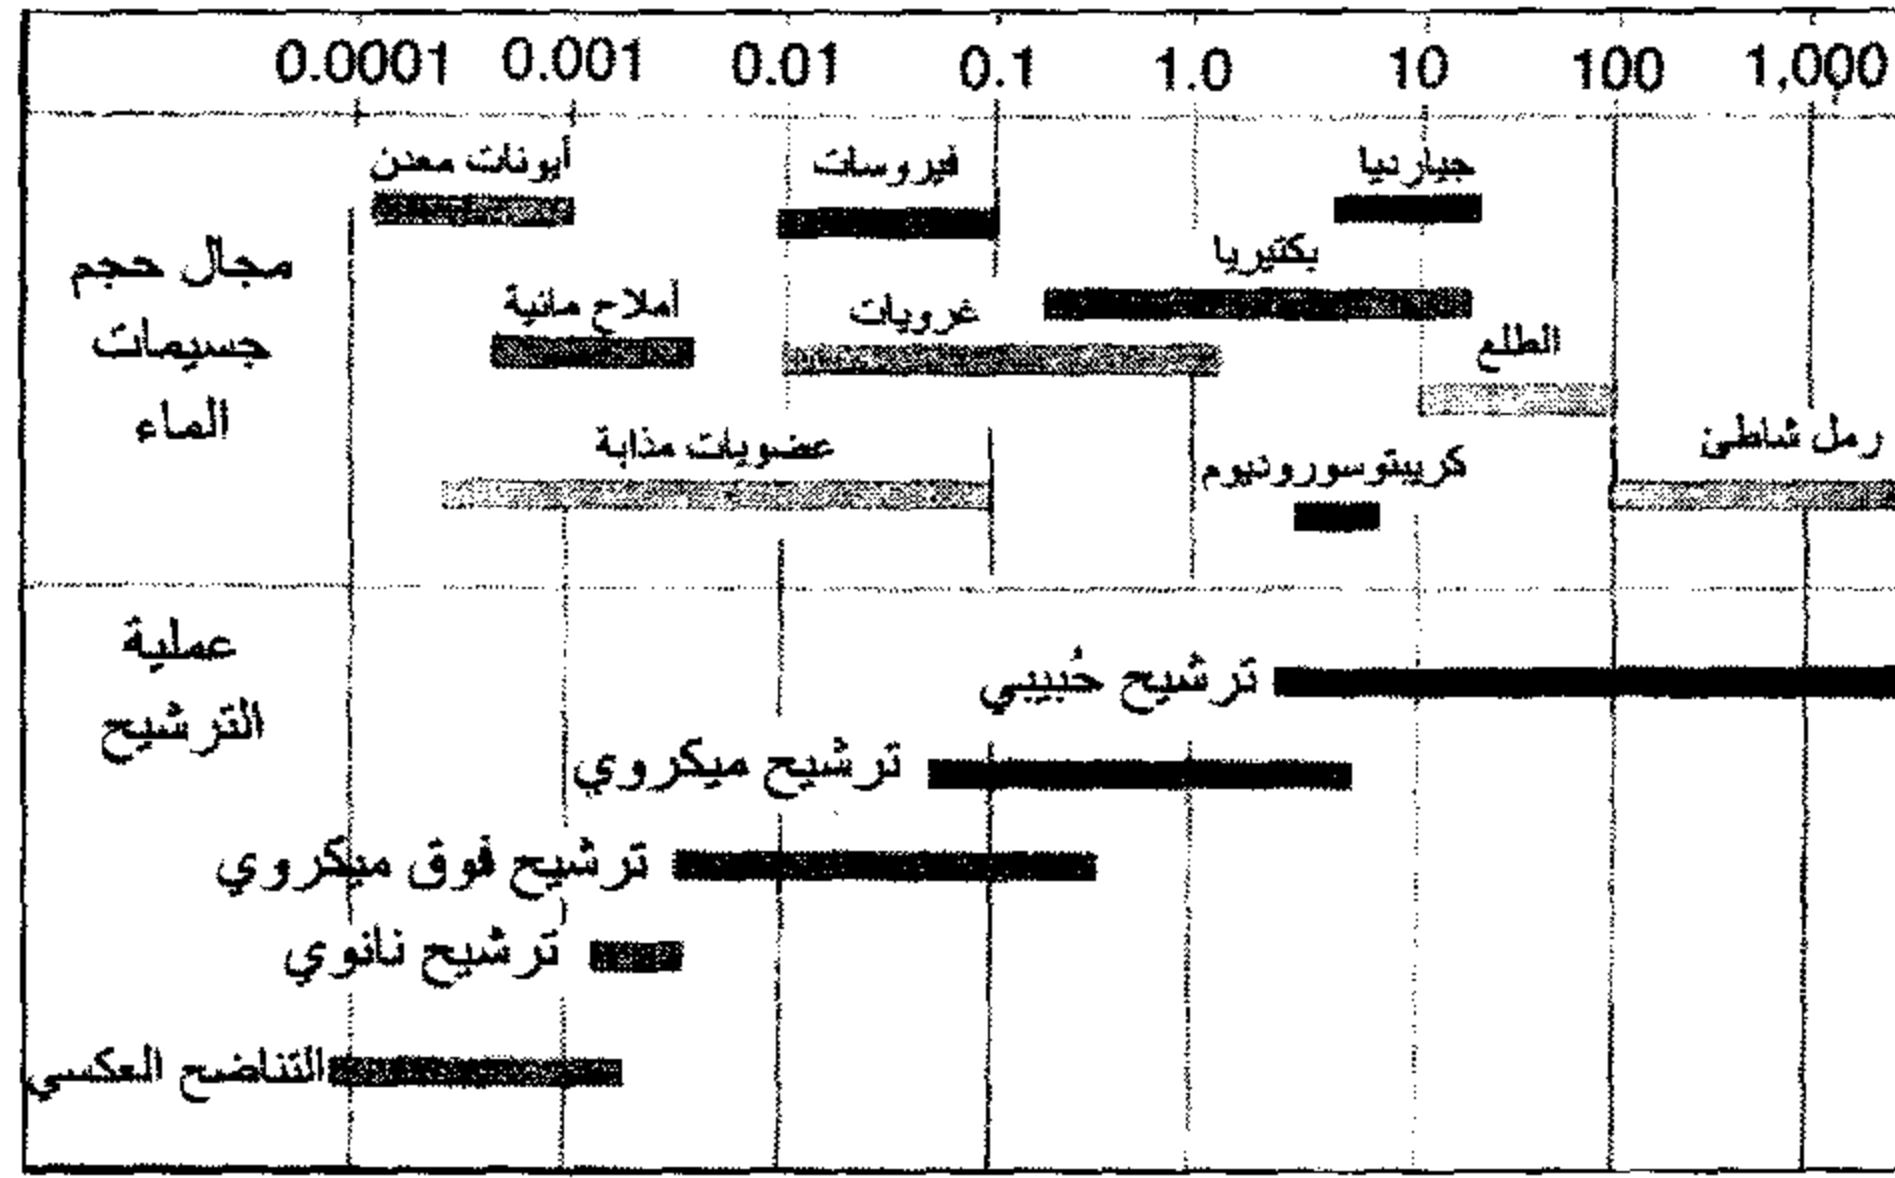 0.0001 0.001 0.01 0.1 1.0 10 100 1,000
أيونات معدن
فيروسات
جيارديا
مجال حجم
جسيمات
الماء
بكتيريا
أملاح مائية
غرويات
الطلع
عضويات مذابة
كريبتوسوروديوم
رمل شاطئ
عملية
الترشيح
ترشيح حُبيبي
ترشيح ميكروي
ترشيح فوق ميكروي
ترشيح نانوي
التناضح العكسي